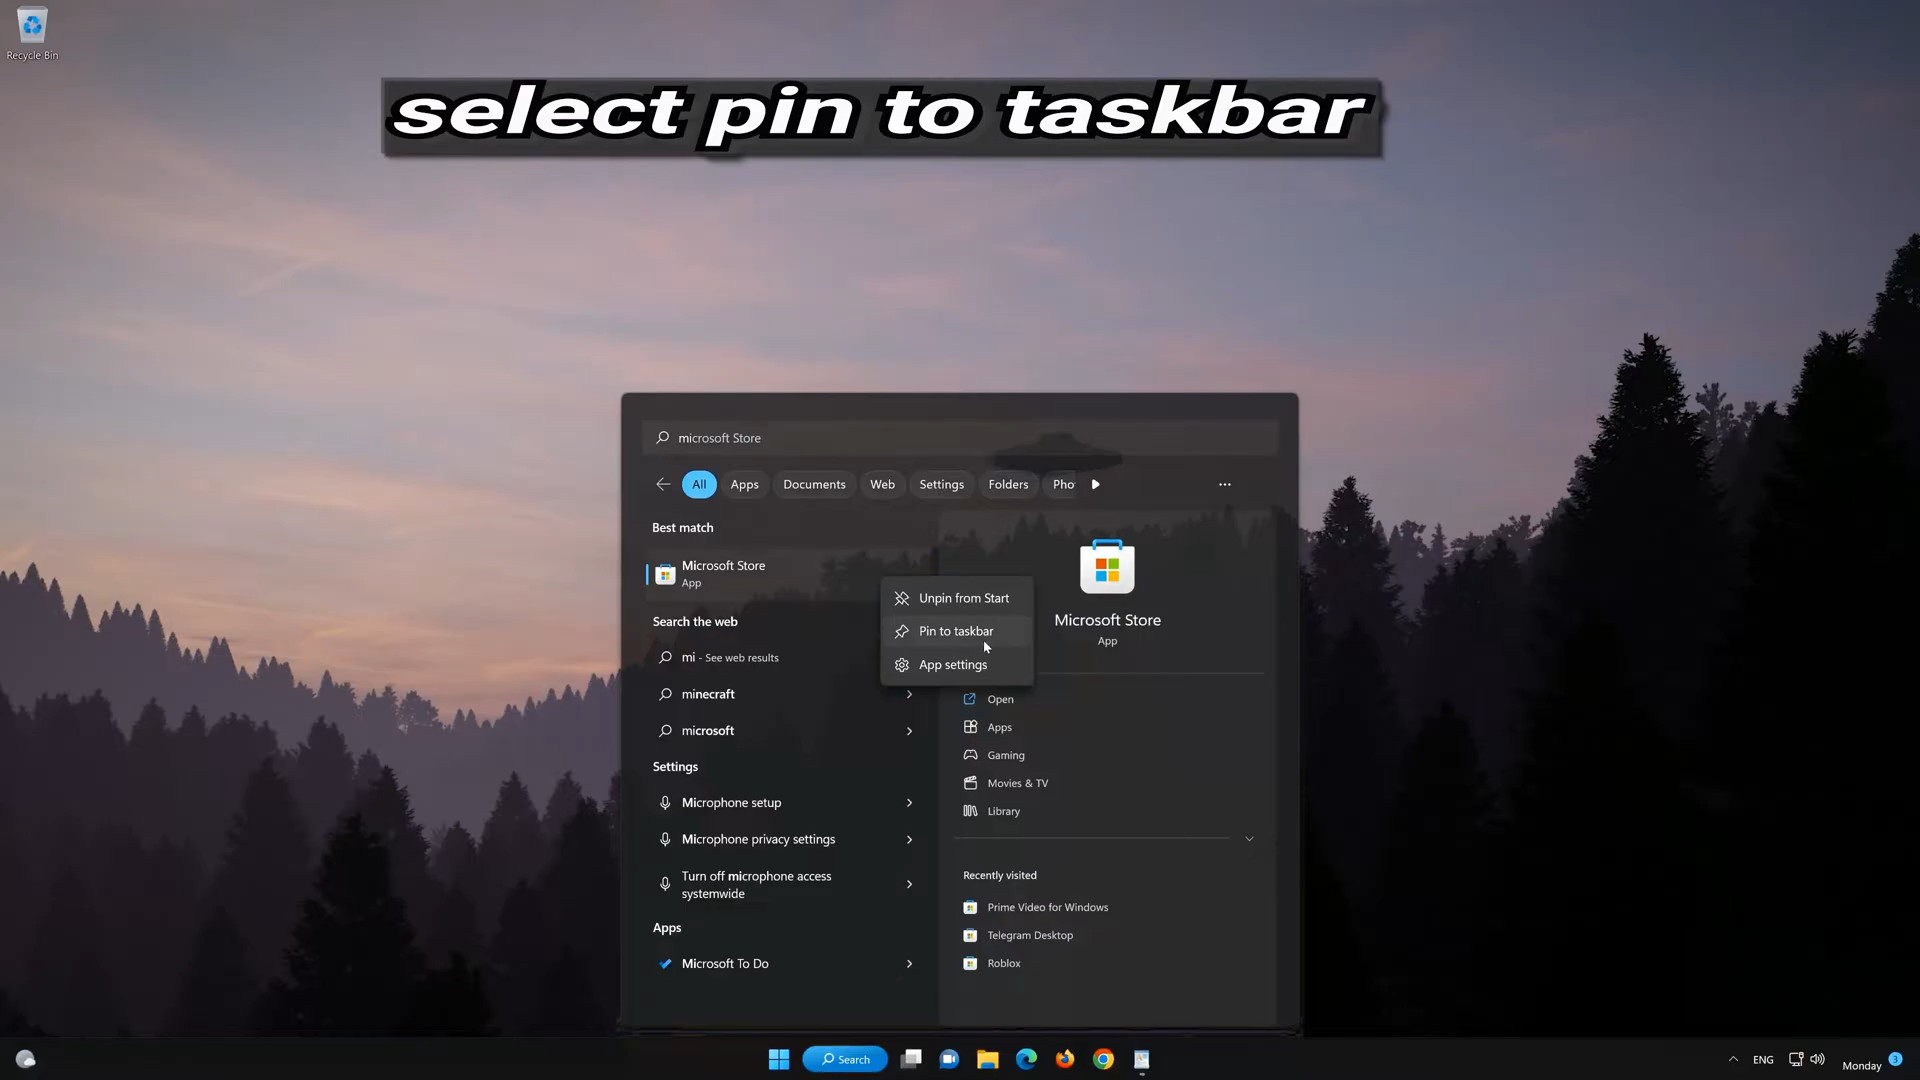 Recycle Bin
select pin to taskbar
microsoft Store
All
Apps
Documents
Web
Settings
Folders
Pho
Best match
Microsoft Store
App
Search the web
mi - See web results
minecraft
microsoft
Settings
Microphone setup
Microphone privacy settings
Turn off microphone access
systemwide
Apps
Microsoft To Do
Unpin from Start
Pin to taskbar
App settings
Microsoft Store
App
Open
Apps
Gaming
Movies & TV
Library
Recently visited
Prime Video for Windows
Telegram Desktop
Roblox
Search
ENG
Monday
3